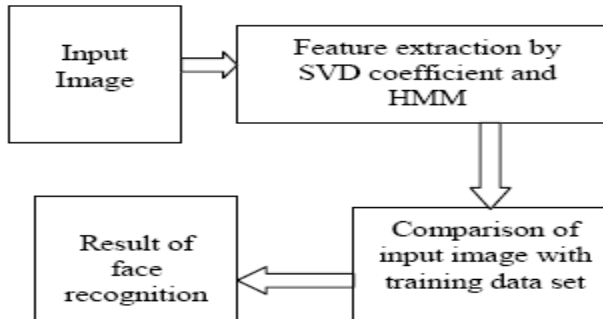 Input
Image
Feature extraction by
SVD coefficient and
HMM
Comparison of
input image with
training data set
Result of
face
recognition